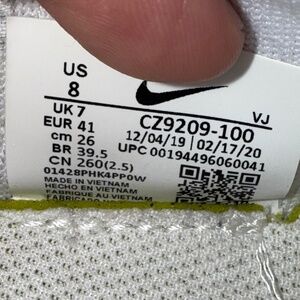 US
8
UK 7
EUR 41
cm 26
BR 39.5
CN 260(2.5)
VJ
CZ9209-100
12/04/19 | 02/17/20
UPC 00194496060041
01428PHK4PP0W
MADE IN VIETNAM
HECHO EN VIETNAM
FABRIQUE AU VIETNAM